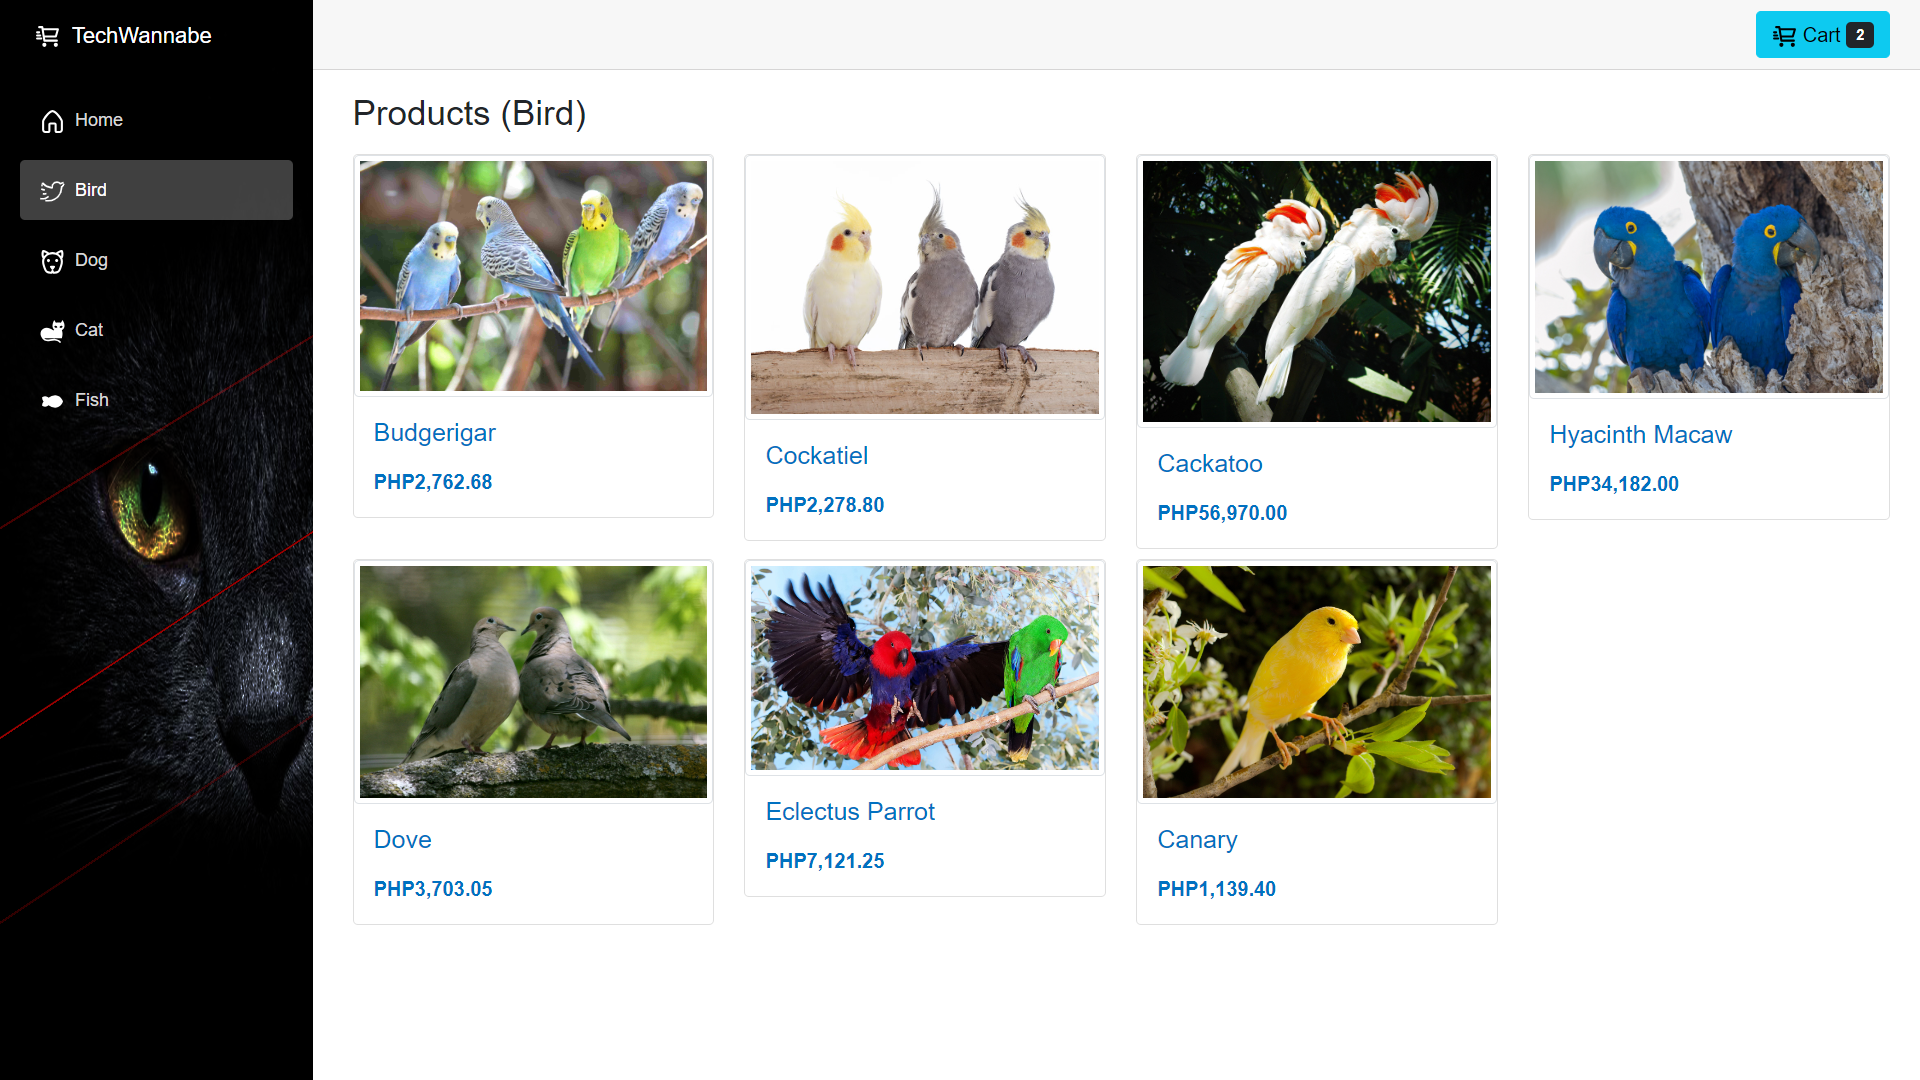 TechWannabe
Cart 2
Home
Bird
Dog
Cat
Fish
Products (Bird)
Budgerigar
PHP2,762.68
Cockatiel
PHP2,278.80
Cackatoo
PHP56,970.00
Hyacinth Macaw
PHP34,182.00
Dove
PHP3,703.05
Eclectus Parrot
PHP7,121.25
Canary
PHP1,139.40